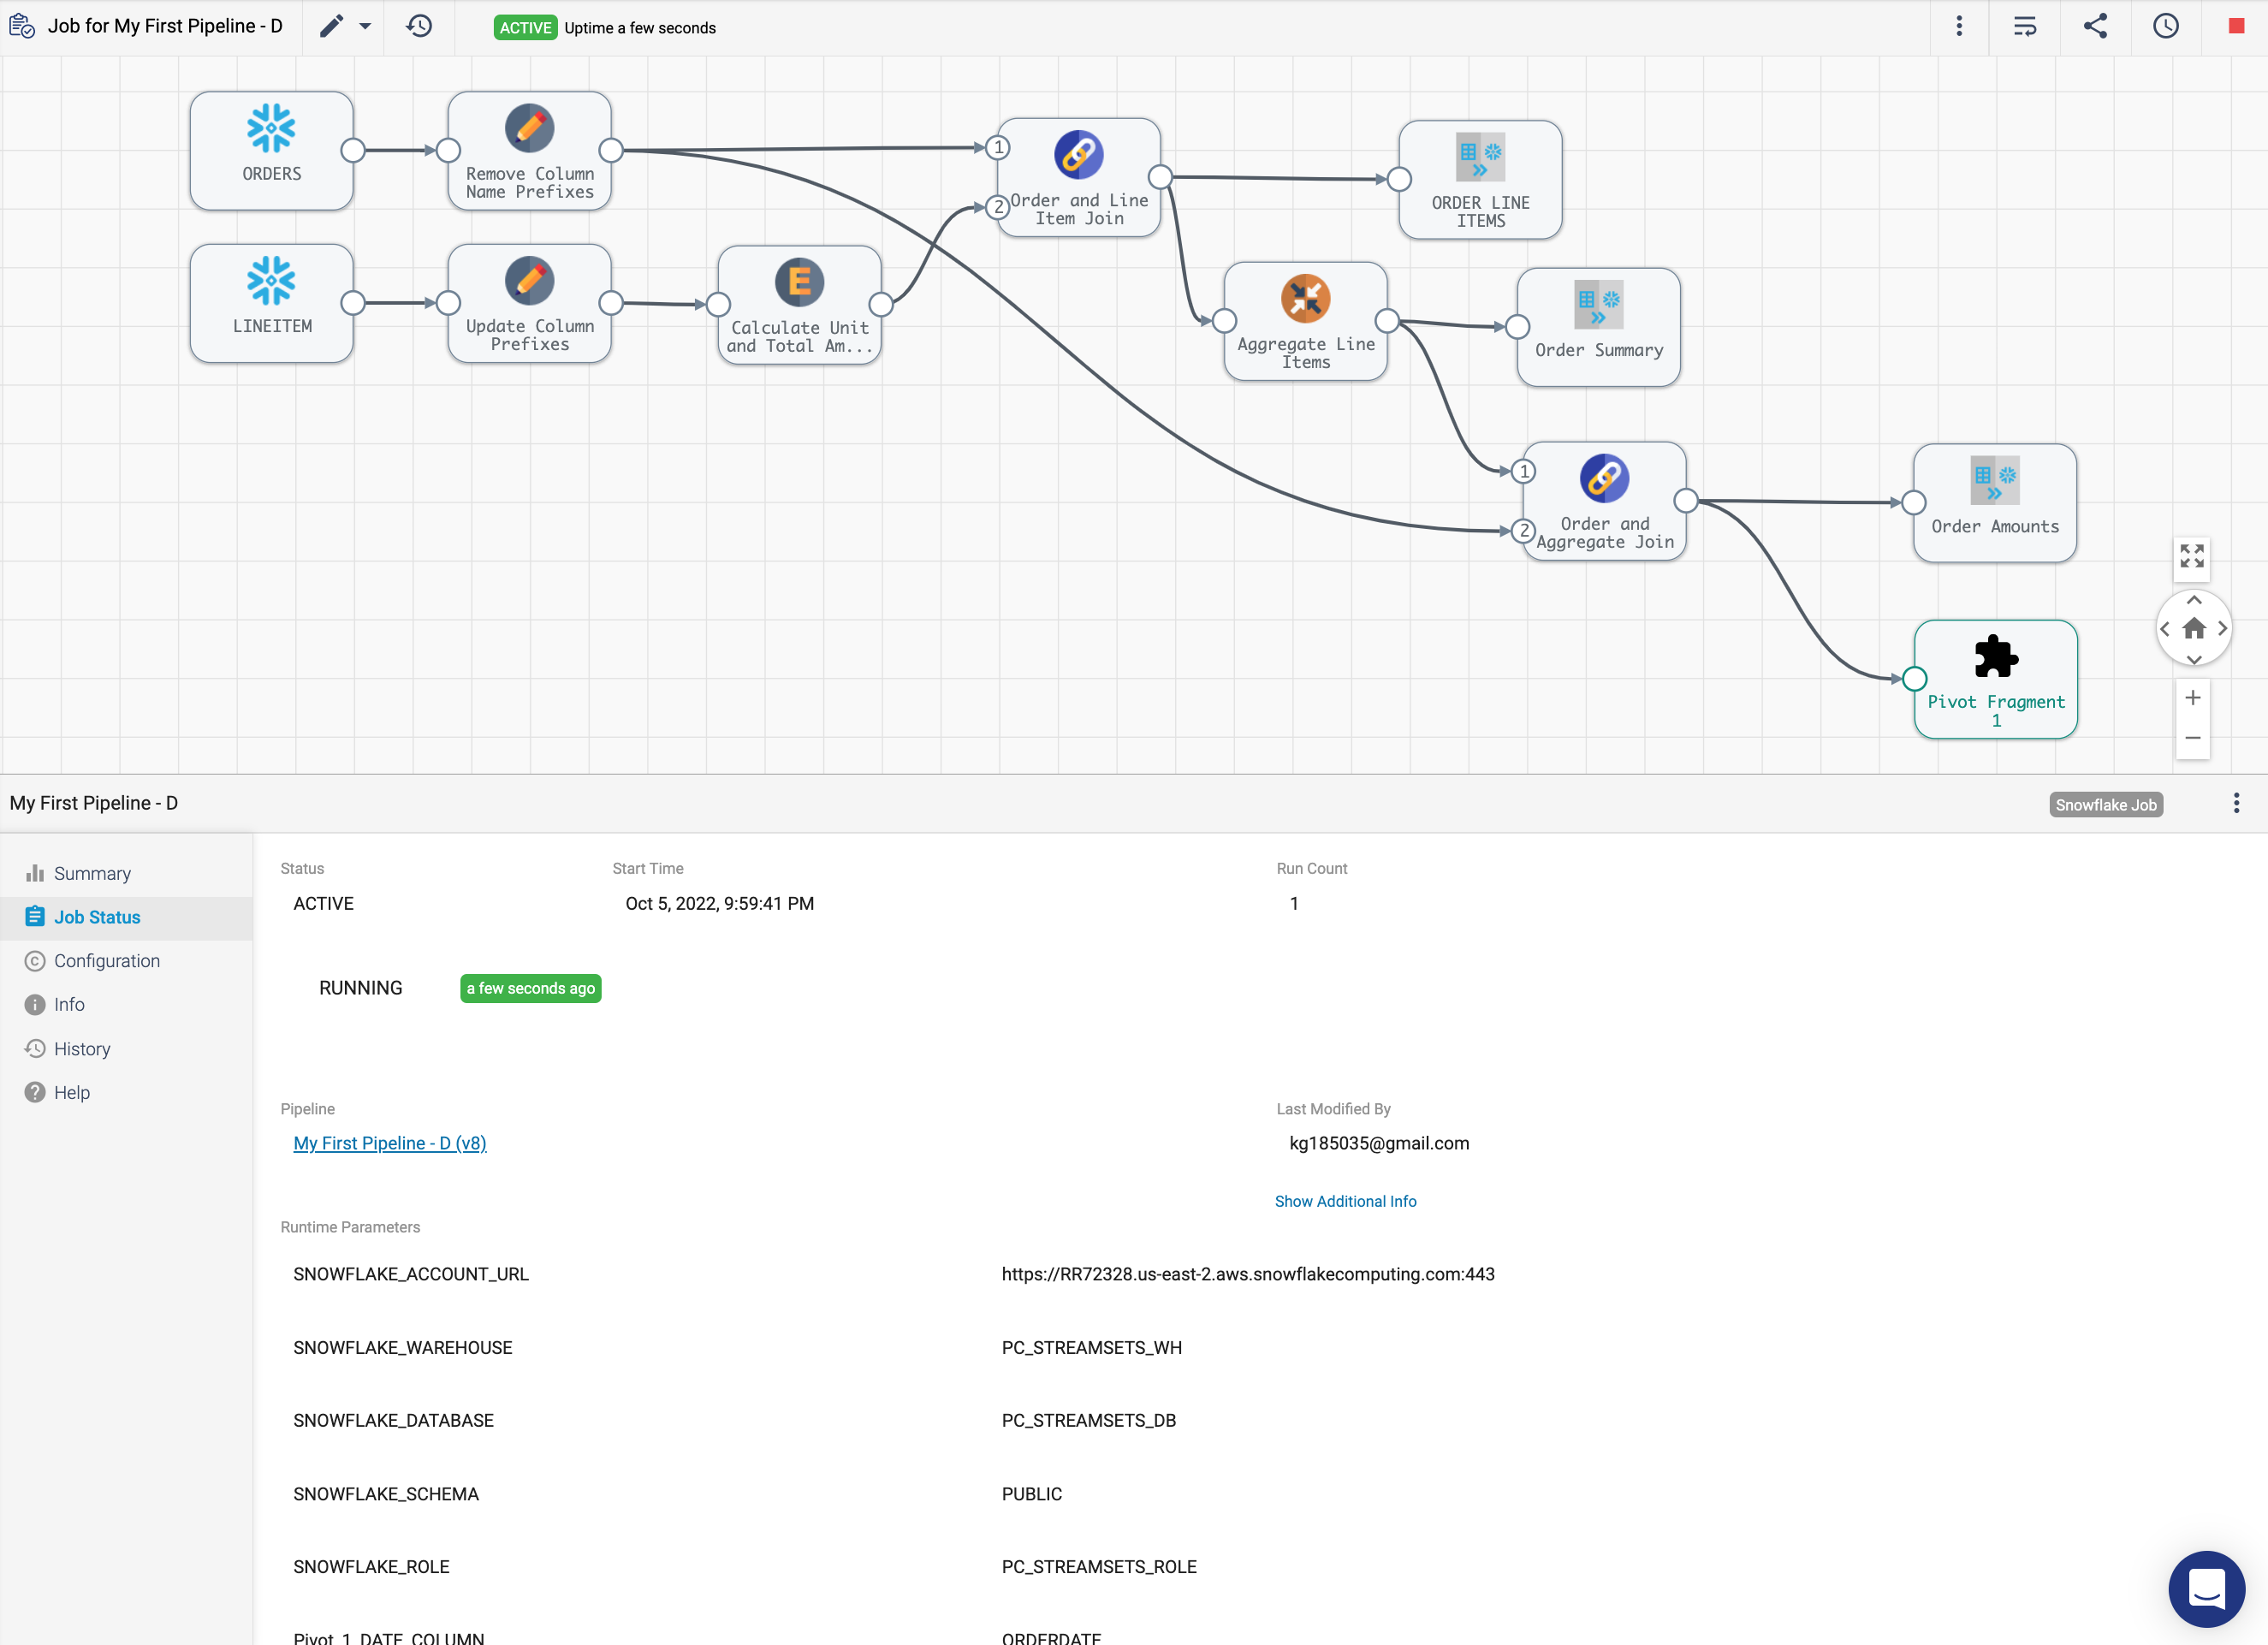 Job for My First Pipeline - D
ACTIVE Uptime a few seconds
ORDERS
Remove Column
Name Prefixes
1
2
Order and Line
Item Join
ORDER LINE
ITEMS
LINEITEM
Update Column
Prefixes
E
Calculate Unit
and Total Am...
Aggregate Line
Items
Order Summary
1
2
Order and
Aggregate Join
Order Amounts
Pivot Fragment
1
My First Pipeline - D
Snowflake Job
Summary
Job Status
Configuration
Info
History
Help
Status
ACTIVE
Start Time
Oct 5, 2022, 9:59:41 PM
Run Count
1
RUNNING
a few seconds ago
Pipeline
My First Pipeline - D (v8)
Last Modified By
kg185035@gmail.com
Show Additional Info
Runtime Parameters
SNOWFLAKE_ACCOUNT_URL
https://RR72328.us-east-2.aws.snowflakecomputing.com:443
SNOWFLAKE_WAREHOUSE
PC_STREAMSETS_WH
SNOWFLAKE_DATABASE
PC_STREAMSETS_DB
SNOWFLAKE_SCHEMA
PUBLIC
SNOWFLAKE_ROLE
PC_STREAMSETS_ROLE
Pivot_1_DATE_COLUMN
ORDERDATE